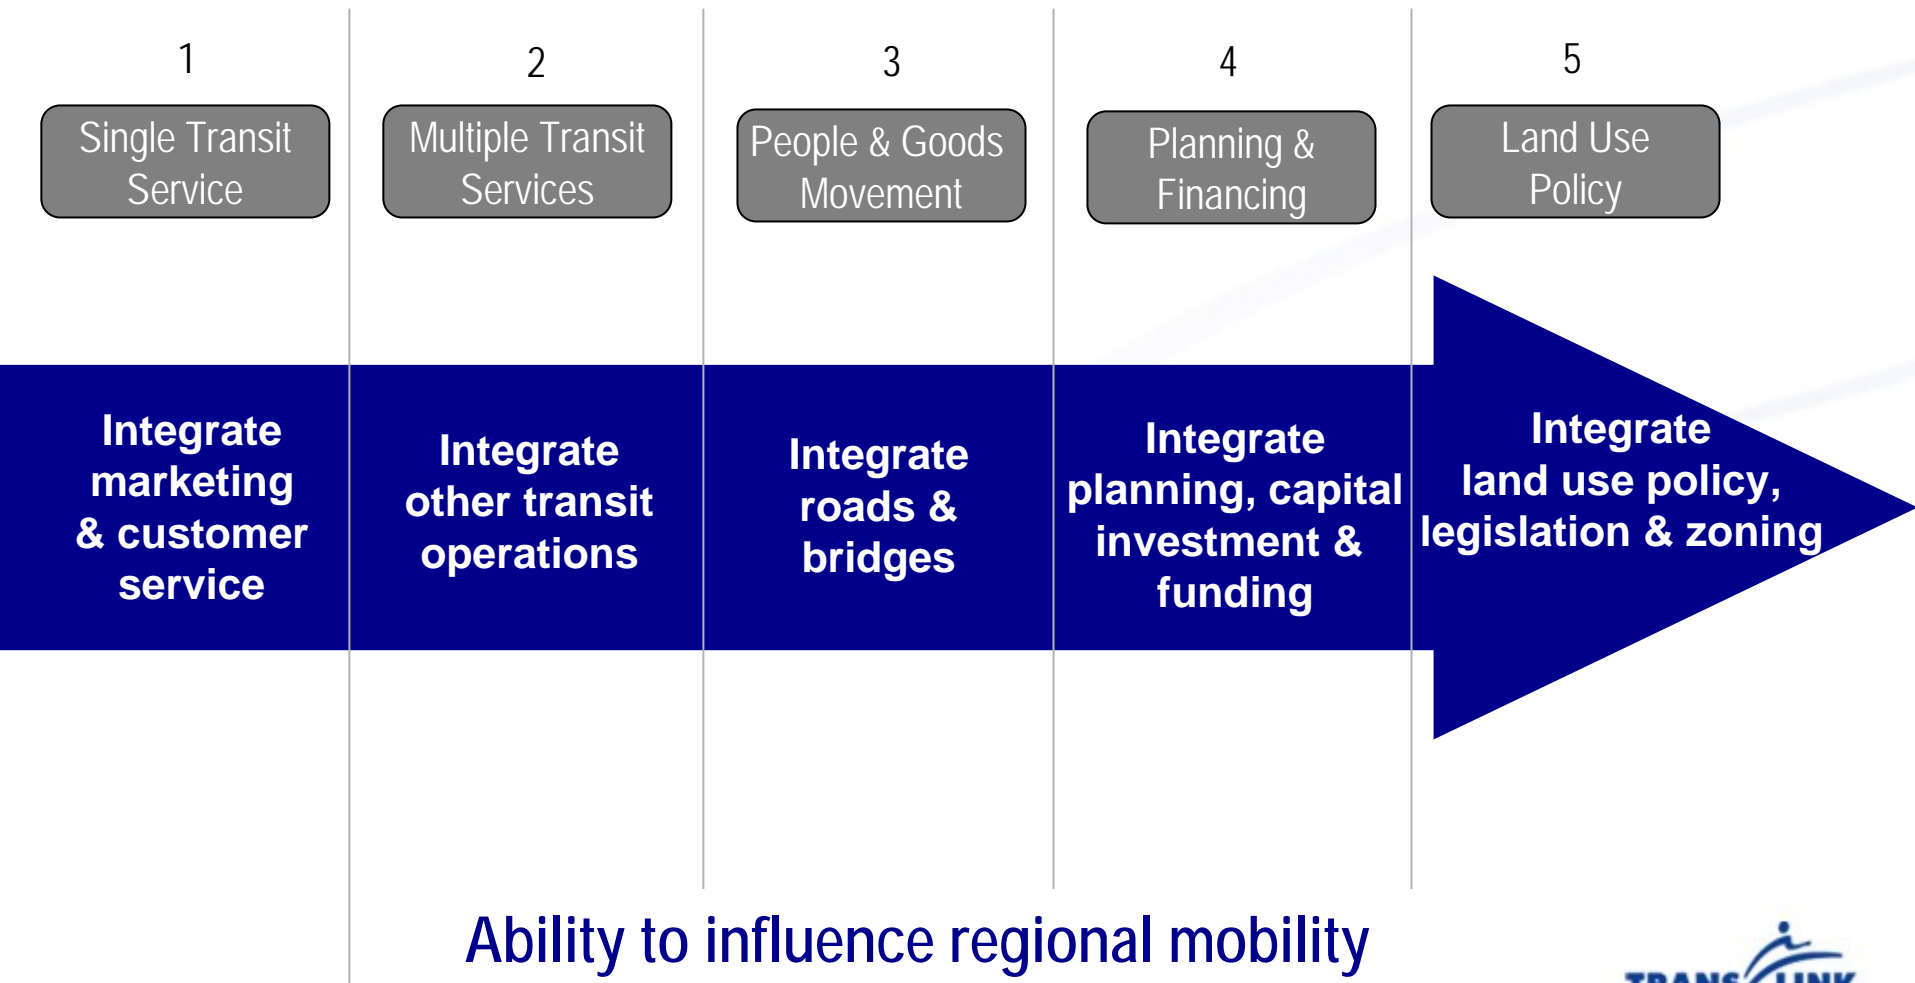 1
Single Transit
Service
2
Multiple Transit
Services
3
People & Goods
Movement
4
Planning &
Financing
5
Land Use
Policy
Integrate
marketing
& customer
service
Integrate
other transit
operations
Integrate
roads &
bridges
Integrate
planning, capital
investment &
funding
Integrate
land use policy,
legislation & zoning
Ability to influence regional mobility
TRANS LINK